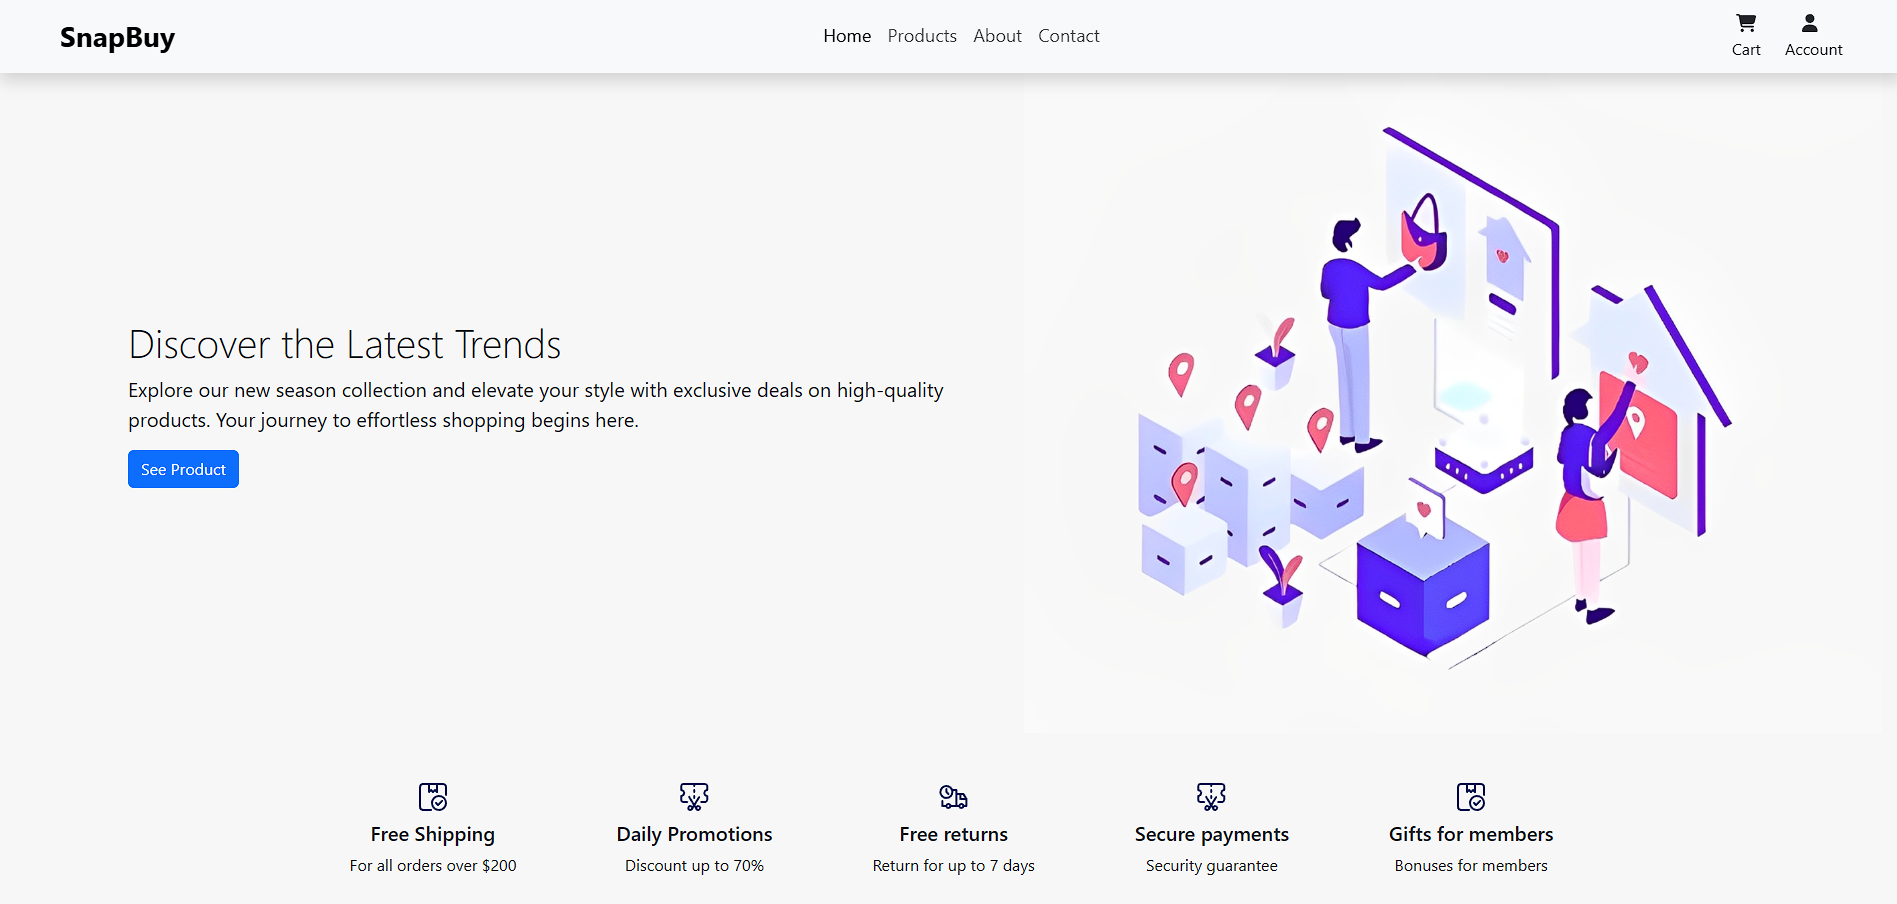 SnapBuy
Home Products About Contact
Cart Account
Discover the Latest Trends
Explore our new season collection and elevate your style with exclusive deals on high-quality
products. Your journey to effortless shopping begins here.
See Product
Free Shipping
For all orders over $200
Daily Promotions
Discount up to 70%
Free returns
Return for up to 7 days
Secure payments
Security guarantee
Gifts for members
Bonuses for members